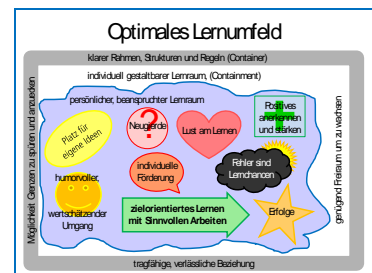 Optimales Lernumfeld
klarer Rahmen, Strukturen und Regeln (Container)
individuell gestaltbarer Lernraum, (Containment)
persönlicher, beanspruchter Lernraum
Möglichkeit Grenzen zu spüren und anzuecken
Platz für
eigene Ideen
?
Neugierde
Lust am Lernen
Positives
anerkennen
und stärken
individuelle
Förderung
Fehler sind
Lernchancen
humorvoller,
wertschätzender
Umgang
zielorientiertes Lernen
mit Sinnvollen Arbeiten
Erfolge
genügend Freiraum um zu wachsen
tragfähige, verlässliche Beziehung